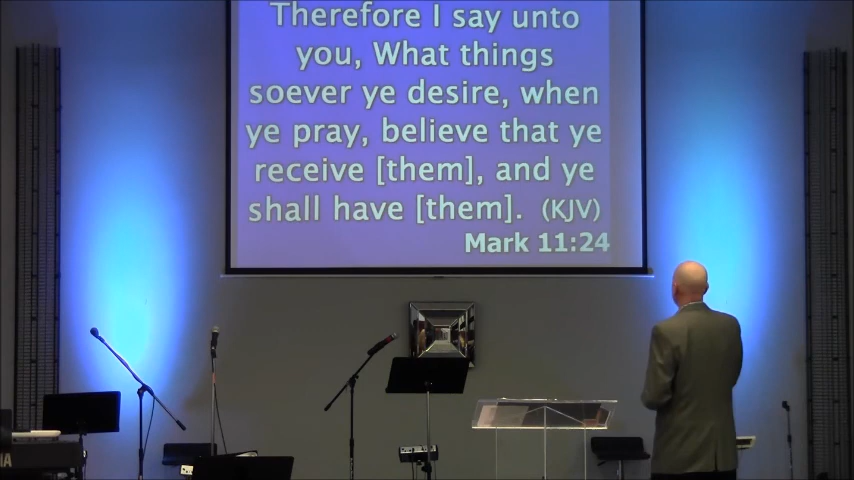 Therefore I say unto
you, What things
soever ye desire, when
ye pray, believe that ye
receive [them], and ye
shall have [them]. (KJV)
Mark 11:24